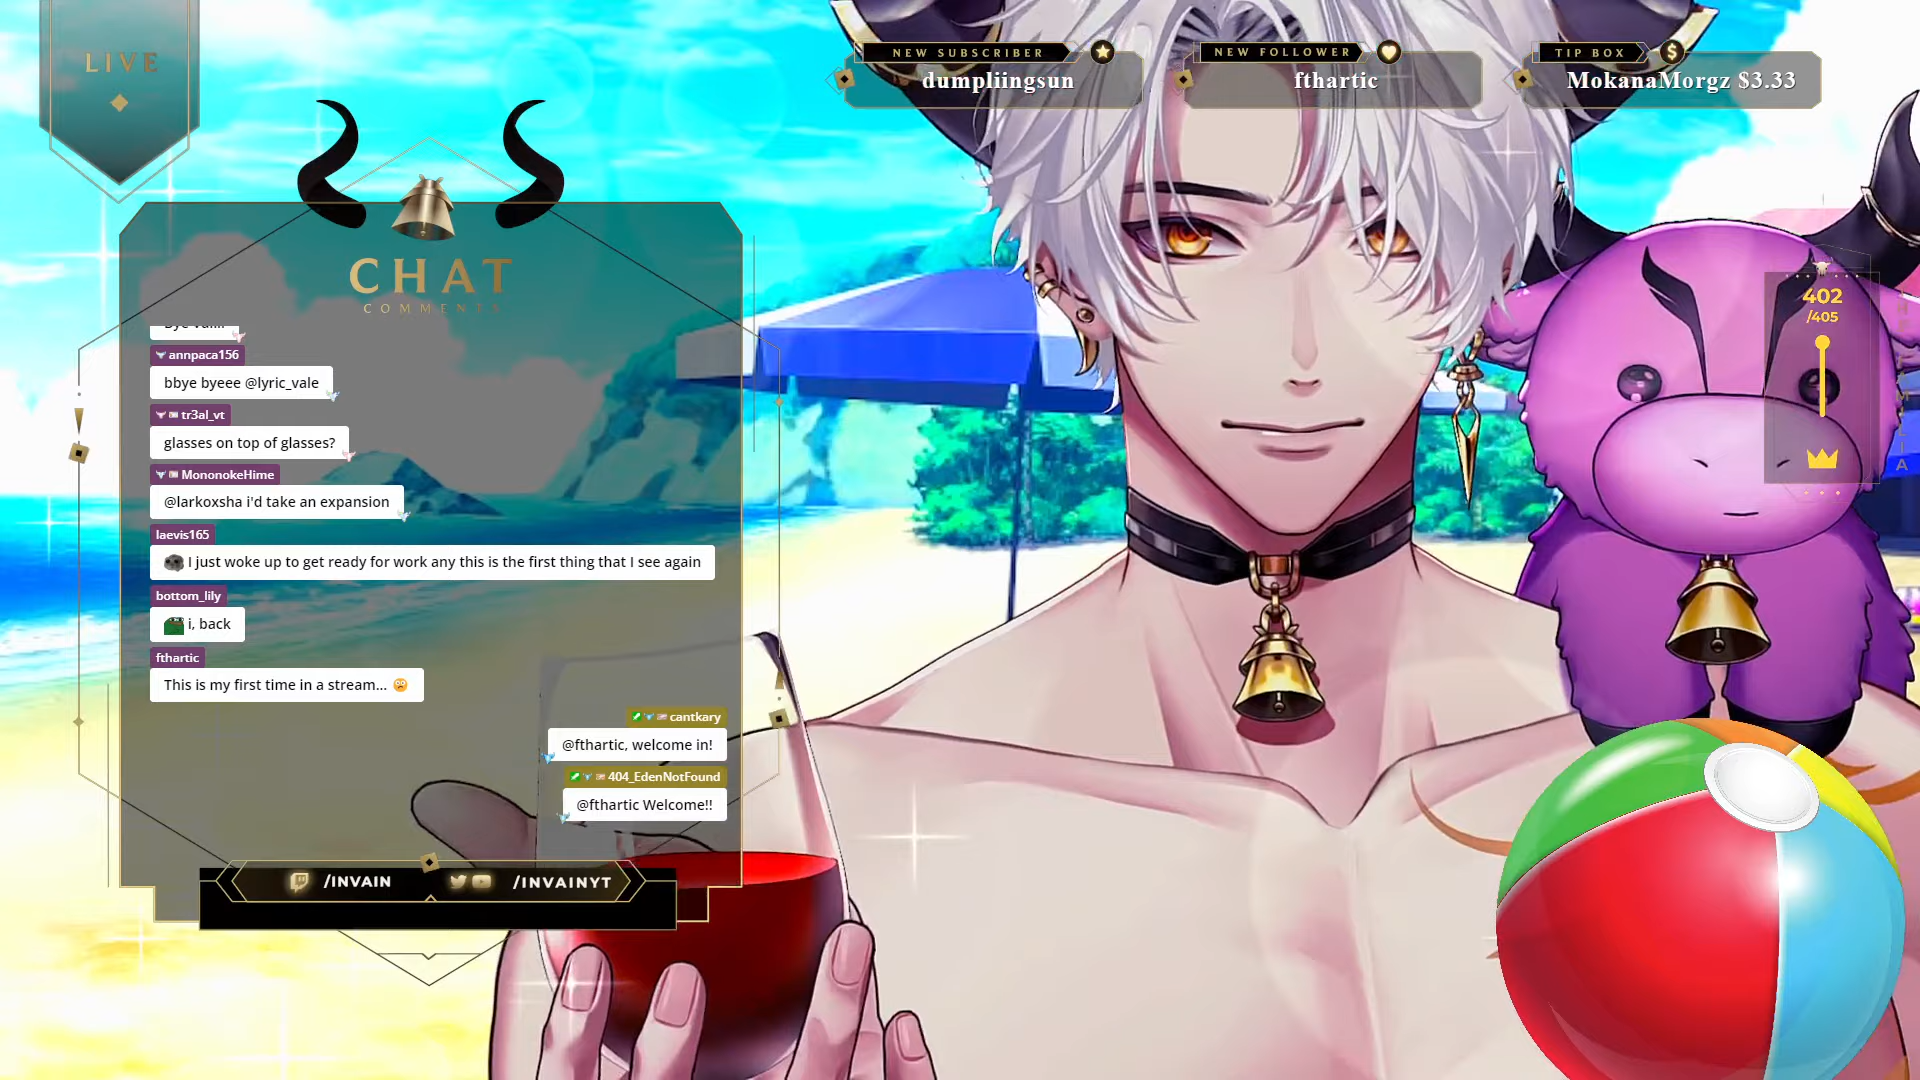 LIVE
NEW SUBSCRIBER
dumpliingsun
NEW FOLLOWER
fthartic
TIP BOX
MokanaMorgz $3.33
CHAT
COMMENTS
annpaca156
bbye byeee @lyric_vale
tr3al_vt
glasses on top of glasses?
MononokeHime
@larkoxsha i'd take an expansion
laevis165
I just woke up to get ready for work any this is the first thing that I see again
bottom_lily
i, back
fthartic
This is my first time in a stream...
cantkary
@fthartic, welcome in!
404_EdenNotFound
@fthartic Welcome!!
/INVAIN
/INVAINYT
402
/405